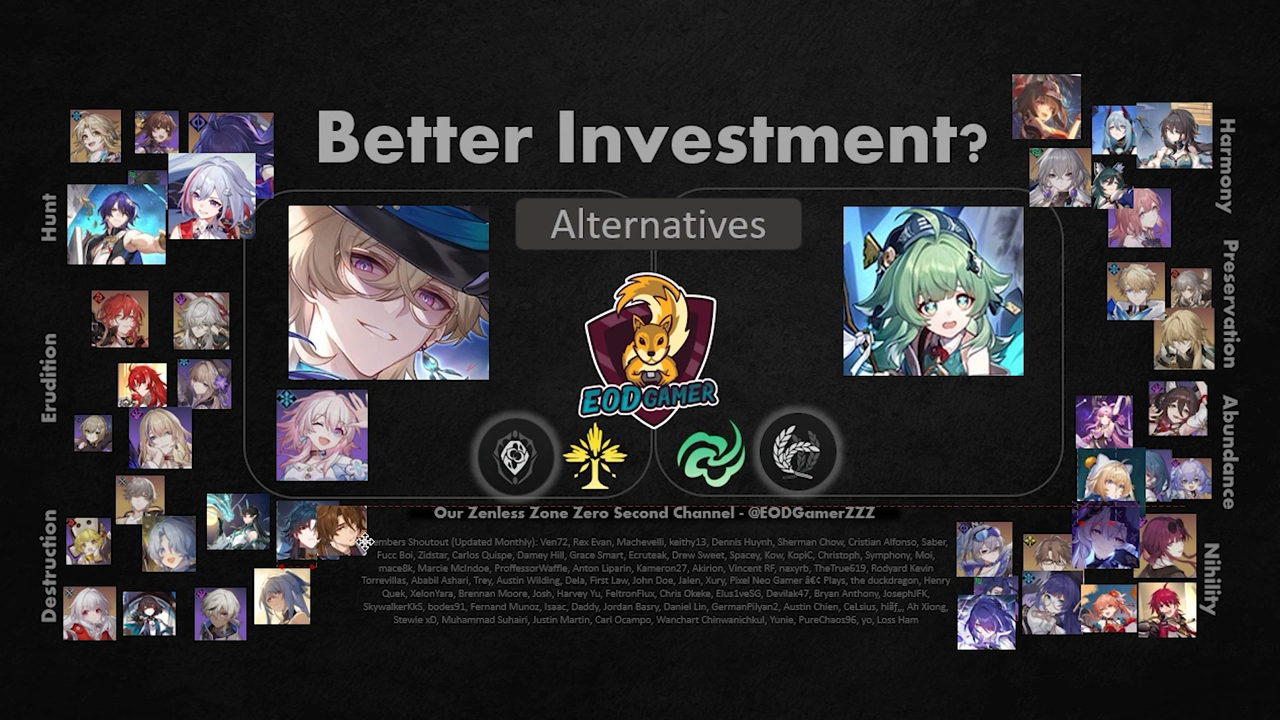 Better Investment?
Alternatives
EOD GAMER
Hunt
Erudition
Destruction
Harmony
Preservation
Abundance
Nihility
Our Zenless Zone Zero Second Channel - @EODGamerZZZ
embers Shoutout (Updated Monthly): Ven72, Rex Evan, Machevelli, keithy13, Dennis Huynh, Sherman Chow, Cristian Alfonso, Saber,
Fucc Boi, Zidstar, Carlos Quispe, Damey Hill, Grace Smart, Ecruteak, Drew Sweet, Spacey, Kow, KopiC, Christoph, Symphony, Moi,
mace8k, Marcie McIndoe, ProffessorWaffle, Anton Liparin, Kameron27, Akirion, Vincent RF, naxyrb, TheTrue619, Rodyard Kevin
Torrevillas, Ababil Ashari, Trey, Austin Wilding, Dela, First Law, John Doe, Jalen, Xury, Pixel Neo Gamer â€¢ Plays, the duckdragon, Henry
Quek, XelonYara, Brennan Moore, Josh, Harvey Yu, FeltronFlux, Chris Okeke, Elus1veSG, Devilak47, Bryan Anthony, JosephJFK,
SkywalkerKkS, bodes91, Fernand Munoz, Isaac, Daddy, Jordan Basry, Daniel Lin, GermanPilyan2, Austin Chien, CeLsius, Ah Xiong,
Stewie xD, Muhammad Suhairi, Justin Martin, Carl Ocampo, Wanchart Chinwanichkul, Yunie, PureChaos96, yo, Loss Ham